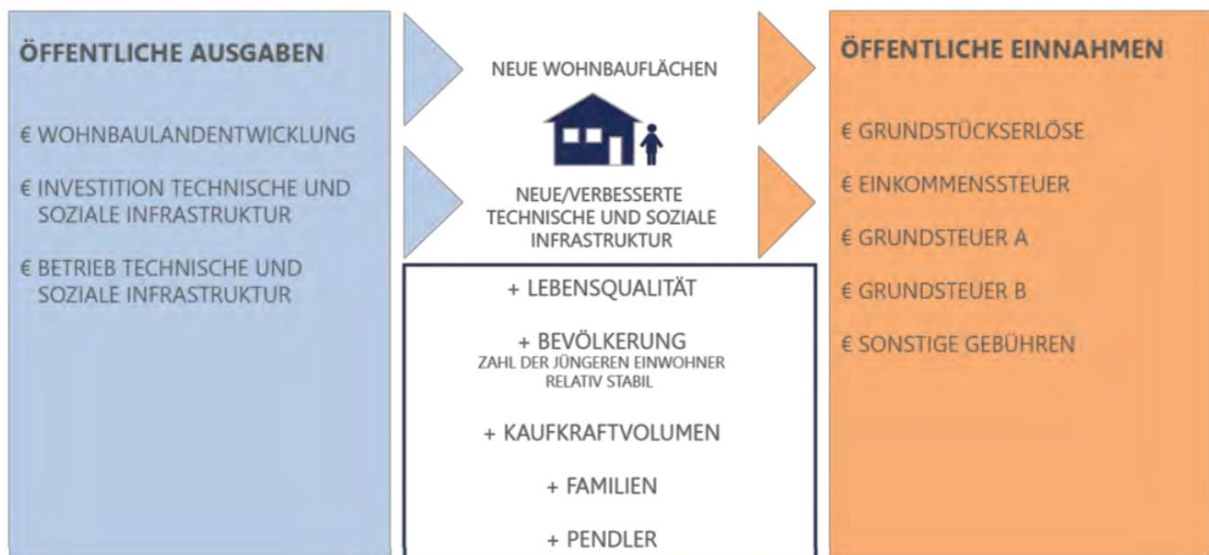 ÖFFENTLICHE AUSGABEN
€ WOHNBAULANDENTWICKLUNG
€ INVESTITION TECHNISCHE UND
SOZIALE INFRASTRUKTUR
€ BETRIEB TECHNISCHE UND
SOZIALE INFRASTRUKTUR
NEUE WOHNBAUFLÄCHEN
NEUE/VERBESSERTE
TECHNISCHE UND SOZIALE
INFRASTRUKTUR
+ LEBENSQUALITÄT
+ BEVÖLKERUNG
ZAHL DER JÜNGEREN EINWOHNER
RELATIV STABIL
+ KAUFKRAFTVOLUMEN
+ FAMILIEN
+ PENDLER
ÖFFENTLICHE EINNAHMEN
€ GRUNDSTÜCKSERLÖSE
€ EINKOMMENSSTEUER
€ GRUNDSTEUER A
€ GRUNDSTEUER B
€ SONSTIGE GEBÜHREN